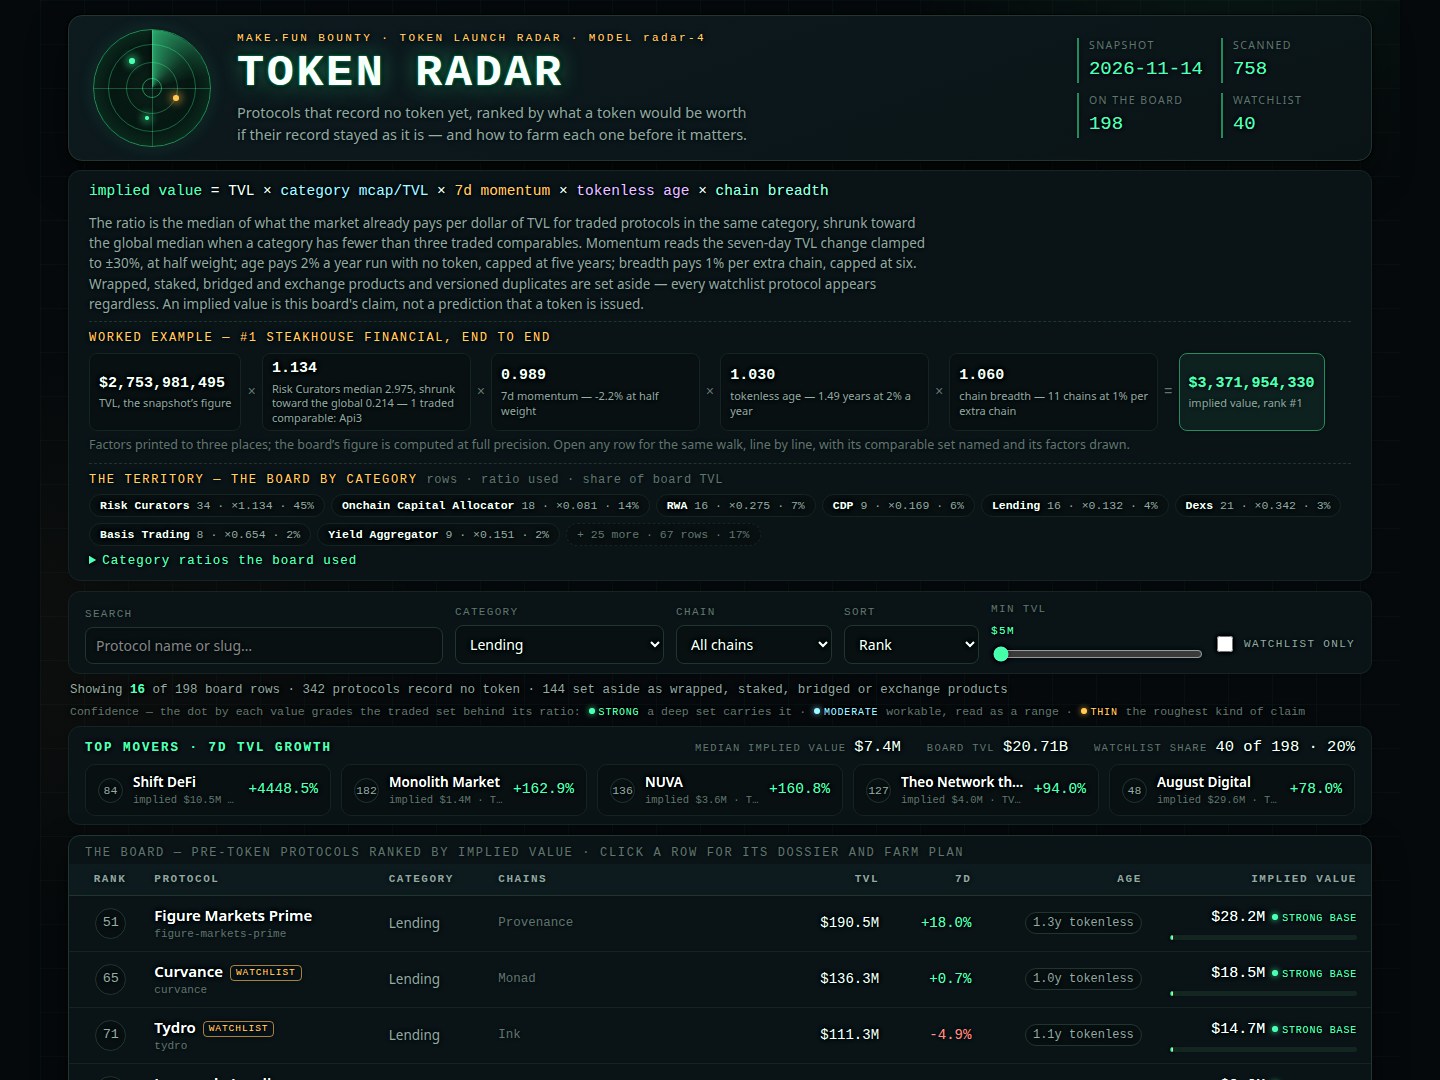 MAKE.FUN BOUNTY · TOKEN LAUNCH RADAR · MODEL radar-4
TOKEN RADAR
Protocols that record no token yet, ranked by what a token would be worth
if their record stayed as it is — and how to farm each one before it matters.
SNAPSHOT
2026-11-14
SCANNED
758
ON THE BOARD
198
WATCHLIST
40
implied value = TVL × category mcap/TVL × 7d momentum × tokenless age × chain breadth
The ratio is the median of what the market already pays per dollar of TVL for traded protocols in the same category, shrunk toward
the global median when a category has fewer than three traded comparables. Momentum reads the seven-day TVL change clamped
to ±30%, at half weight; age pays 2% a year run with no token, capped at five years; breadth pays 1% per extra chain, capped at six.
Wrapped, staked, bridged and exchange products and versioned duplicates are set aside — every watchlist protocol appears
regardless. An implied value is this board's claim, not a prediction that a token is issued.
WORKED EXAMPLE — #1 STEAKHOUSE FINANCIAL, END TO END
$2,753,981,495
TVL, the snapshot's figure
×
1.134
Risk Curators median 2.975, shrunk
toward the global 0.214 — 1 traded
comparable: Api3
×
0.989
7d momentum — -2.2% at half
weight
×
1.030
tokenless age — 1.49 years at 2% a
year
×
1.060
chain breadth — 11 chains at 1% per
extra chain
=
$3,371,954,330
implied value, rank #1
Factors printed to three places; the board's figure is computed at full precision. Open any row for the same walk, line by line, with its comparable set named and its factors drawn.
THE TERRITORY — THE BOARD BY CATEGORY rows · ratio used · share of board TVL
Risk Curators 34 · ×1.134 · 45%
Onchain Capital Allocator 18 · ×0.081 · 14%
RWA 16 · ×0.275 · 7%
CDP 9 · ×0.169 · 6%
Lending 16 · ×0.132 · 4%
Dexs 21 · ×0.342 · 3%
Basis Trading 8 · ×0.654 · 2%
Yield Aggregator 9 · ×0.151 · 2%
+ 25 more · 67 rows · 17%
Category ratios the board used
SEARCH
Protocol name or slug…
CATEGORY
Lending
CHAIN
All chains
SORT
Rank
MIN TVL
$5M
WATCHLIST ONLY
Showing 16 of 198 board rows · 342 protocols record no token · 144 set aside as wrapped, staked, bridged or exchange products
Confidence — the dot by each value grades the traded set behind its ratio: STRONG a deep set carries it · MODERATE workable, read as a range · THIN the roughest kind of claim
TOP MOVERS · 7D TVL GROWTH
MEDIAN IMPLIED VALUE $7.4M
BOARD TVL $20.71B
WATCHLIST SHARE 40 of 198 · 20%
84
Shift DeFi
implied $10.5M …
+4448.5%
182
Monolith Market
implied $1.4M · T…
+162.9%
136
NUVA
implied $3.6M · T…
+160.8%
127
Theo Network th…
implied $4.0M · TV…
+94.0%
48
August Digital
implied $29.6M · T…
+78.0%
THE BOARD — PRE-TOKEN PROTOCOLS RANKED BY IMPLIED VALUE · CLICK A ROW FOR ITS DOSSIER AND FARM PLAN
RANK PROTOCOL CATEGORY CHAINS TVL 7D AGE IMPLIED VALUE
51 Figure Markets Prime Lending Provenance $190.5M +18.0% 1.3y tokenless $28.2M STRONG BASE
figure-markets-prime
65 Curvance WATCHLIST Lending Monad $136.3M +0.7% 1.0y tokenless $18.5M STRONG BASE
curvance
71 Tydro WATCHLIST Lending Ink $111.3M -4.9% 1.1y tokenless $14.7M STRONG BASE
tydro